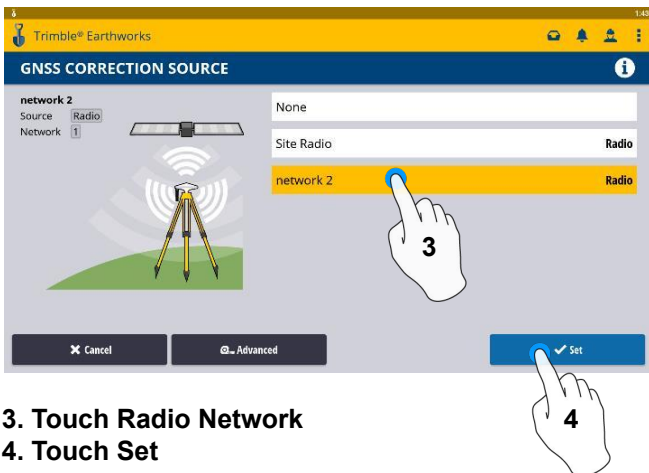 1:43
Trimble® Earthworks
GNSS CORRECTION SOURCE
network 2
Source Radio
Network 1
None
Site Radio Radio
network 2 Radio
3
Cancel
Advanced
Set
4
3. Touch Radio Network
4. Touch Set